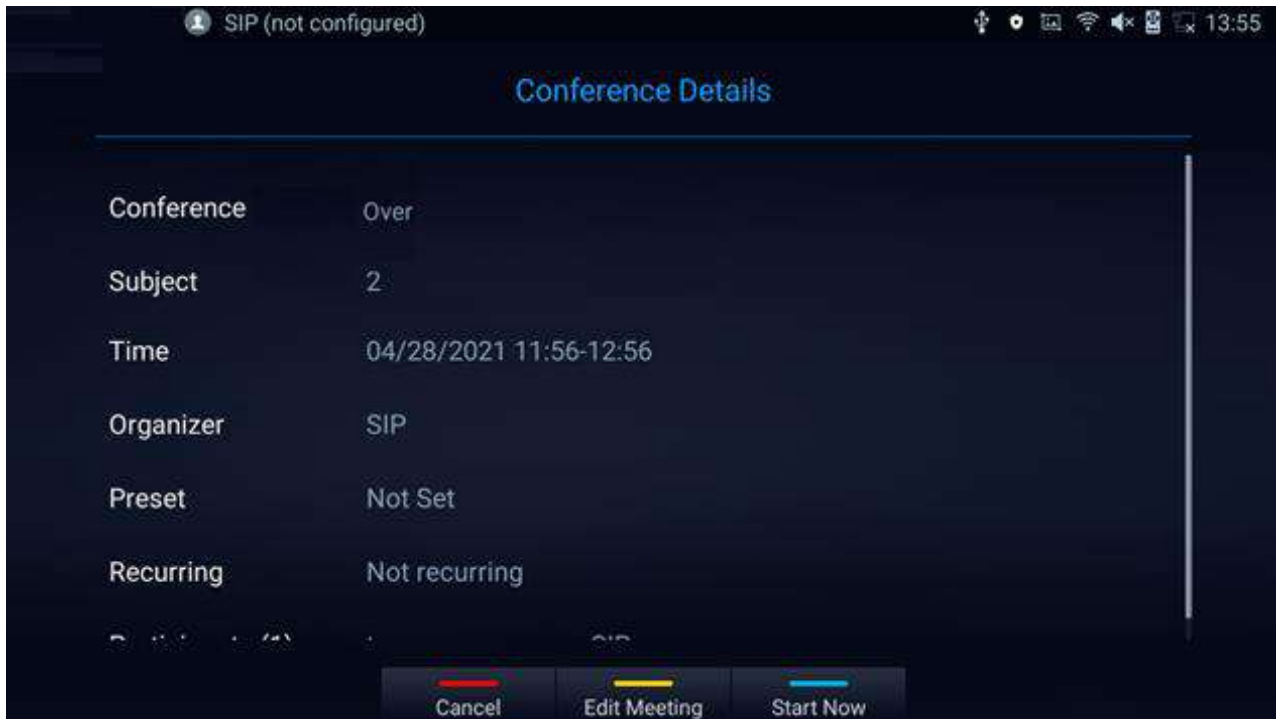 SIP (not configured) 13:55
Conference Details
Conference Over
Subject 2
Time 04/28/2021 11:56-12:56
Organizer SIP
Preset Not Set
Recurring Not recurring
SIP
Cancel Edit Meeting Start Now